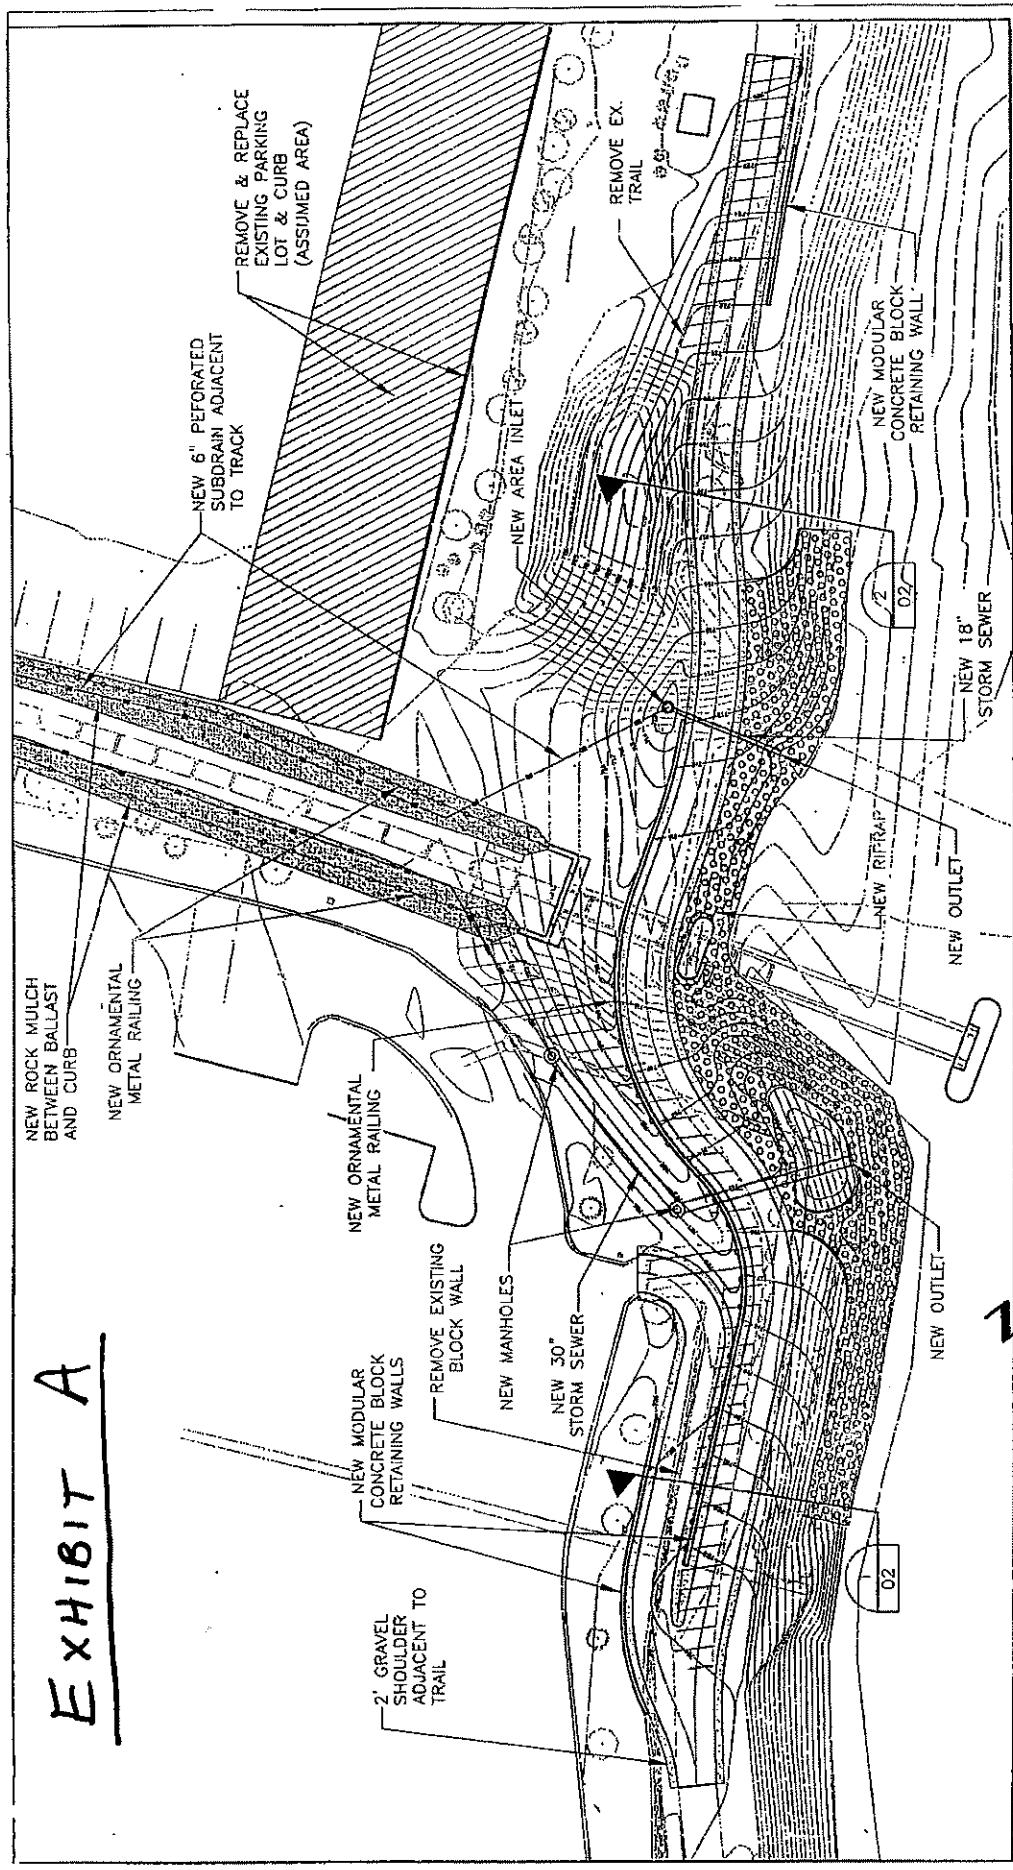 EXHIBIT A
NEW ROCK MULCH
BETWEEN BALLAST
AND CURB
NEW ORNAMENTAL
METAL RAILING
NEW 6" PEFORATED
SUBDRAIN ADJACENT
TO TRACK
REMOVE & REPLACE
EXISTING PARKING
LOT & CURB
(ASSUMED AREA)
2' GRAVEL
SHOULDER
ADJACENT TO
TRAIL
NEW MODULAR
CONCRETE BLOCK
RETAINING WALLS
REMOVE EXISTING
BLOCK WALL
NEW MANHOLES
NEW 30"
STORM SEWER
NEW ORNAMENTAL
METAL RAILING
NEW AREA INLET
REMOVE EX.
TRAIL
1
02
NEW OUTLET
NEW RIPRAP
NEW OUTLET
NEW 18"
STORM SEWER
2
02
NEW MODULAR
CONCRETE BLOCK
RETAINING WALL